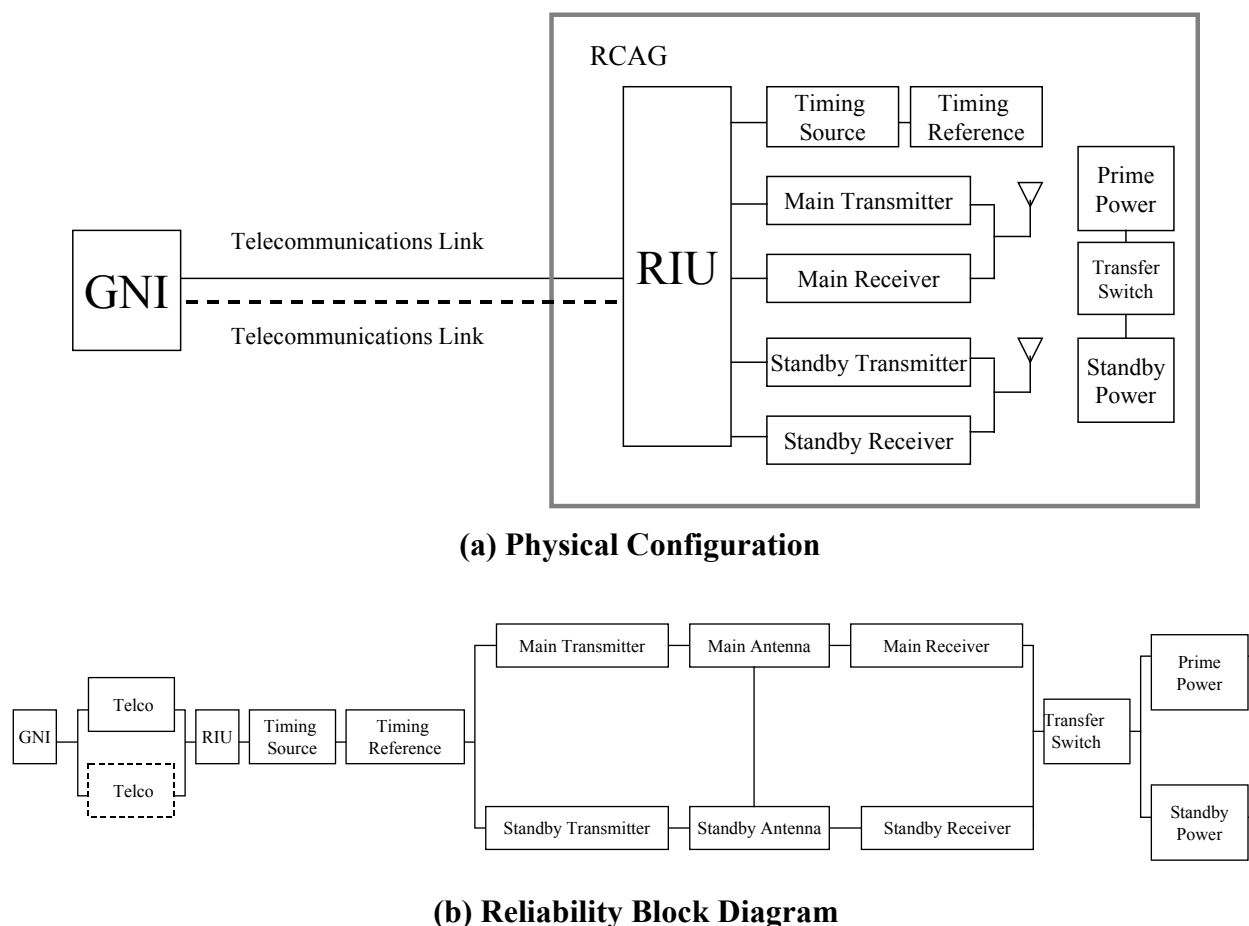 RCAG
Timing
Source
Timing
Reference
Main Transmitter
Prime
Power
Telecommunications Link
GNI
RIU
Main Receiver
Transfer
Switch
Telecommunications Link
Standby Transmitter
Standby
Power
Standby Receiver
(a) Physical Configuration
Main Transmitter
Main Antenna
Main Receiver
Prime
Power
Telco
GNI
RIU
Timing
Source
Timing
Reference
Transfer
Switch
Telco
Standby Transmitter
Standby Antenna
Standby Receiver
Standby
Power
(b) Reliability Block Diagram